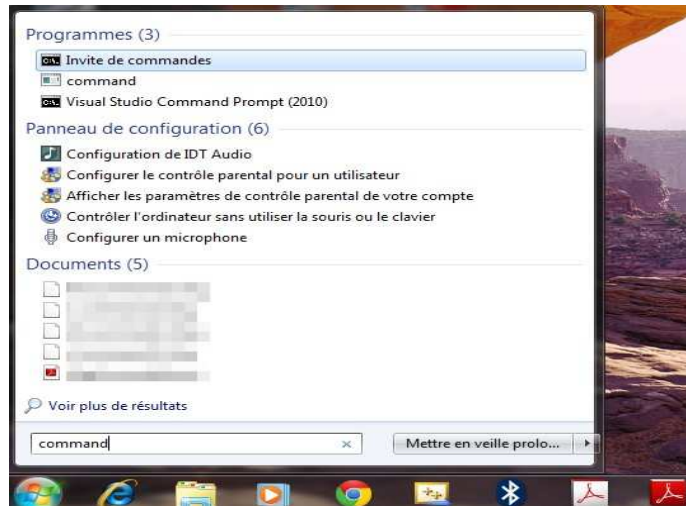 Programmes (3)
Invite de commandes
command
Visual Studio Command Prompt (2010)
Panneau de configuration (6)
Configuration de IDT Audio
Configurer le contrôle parental pour un utilisateur
Afficher les paramètres de contrôle parental de votre compte
Contrôler l'ordinateur sans utiliser la souris ou le clavier
Configurer un microphone
Documents (5)
Voir plus de résultats
command
Mettre en veille prolo...